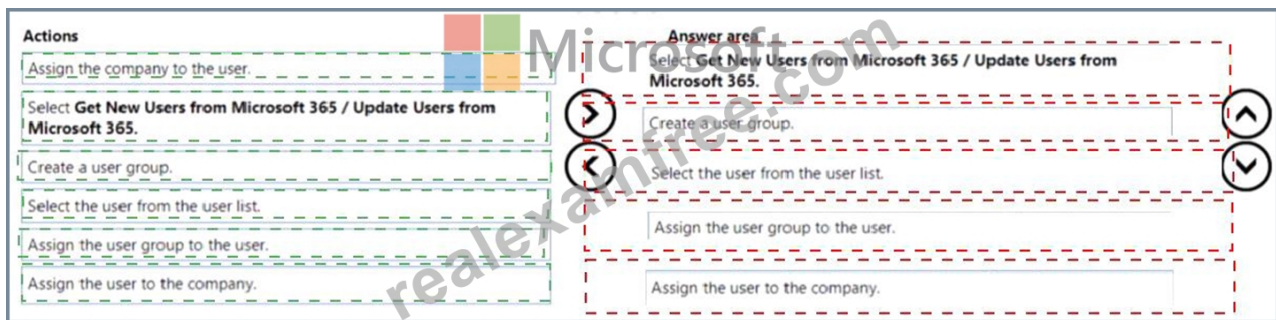 Actions
Assign the company to the user.
Select Get New Users from Microsoft 365 / Update Users from
Microsoft 365.
Create a user group.
Select the user from the user list.
Assign the user group to the user.
Assign the user to the company.
Microsoft
Answer area
Select Get New Users from Microsoft 365 / Update Users from
Microsoft 365.
Create a user group.
Select the user from the user list.
Assign the user group to the user.
Assign the user to the company.
realexamfree.com